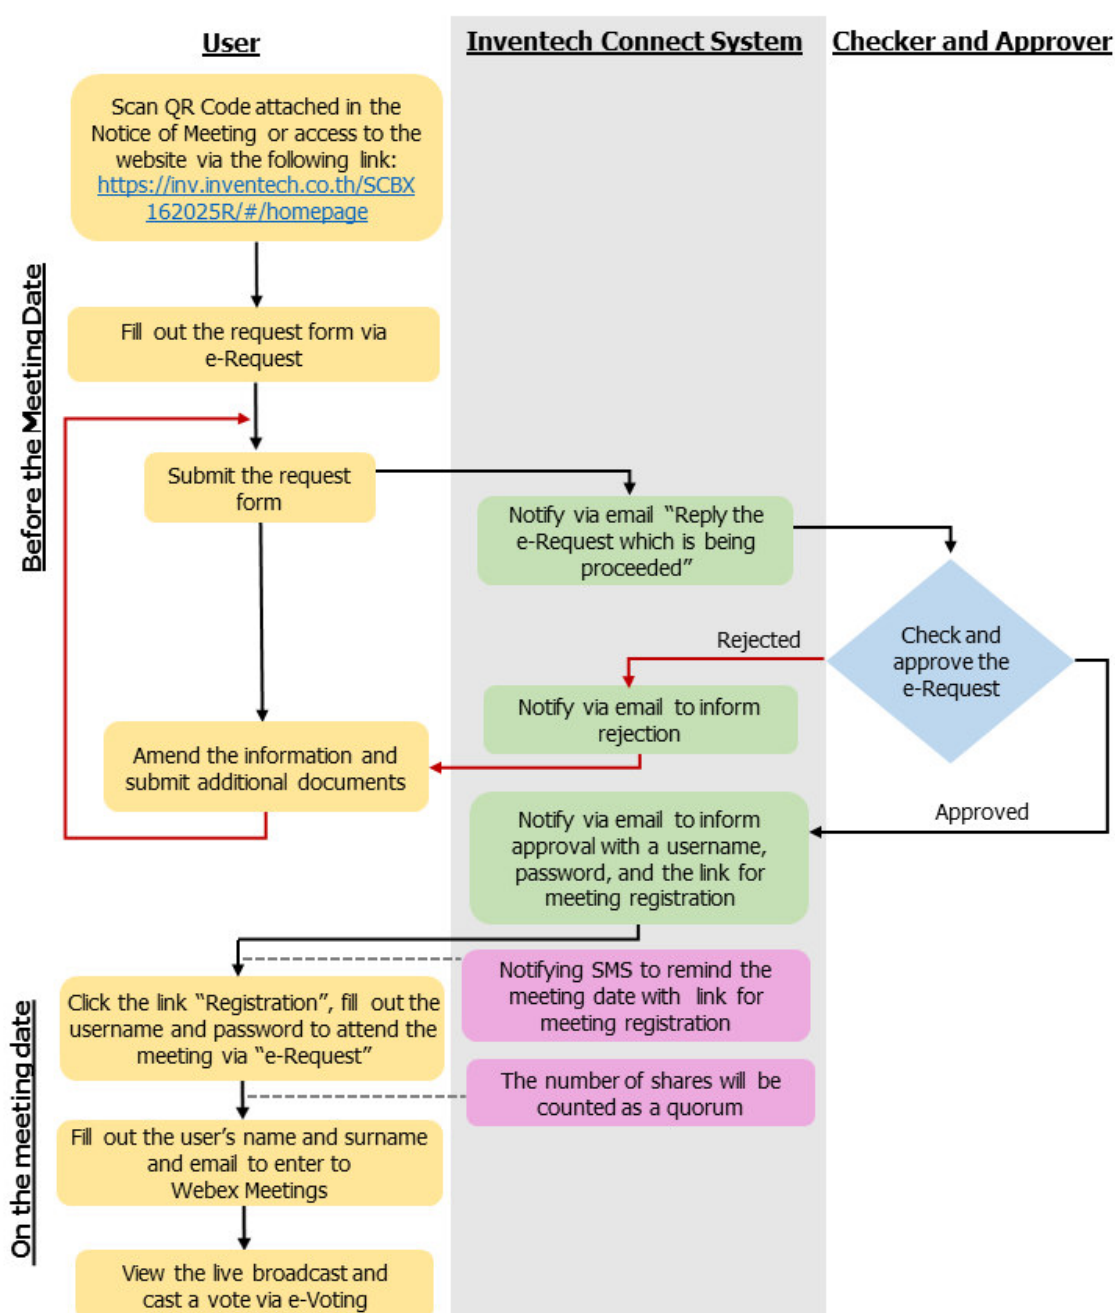 User
Inventech Connect System
Checker and Approver
Before the Meeting Date
Scan QR Code attached in the
Notice of Meeting or access to the
website via the following link:
https://inv.inventech.co.th/SCBX
162025R/#/homepage
Fill out the request form via
e-Request
Submit the request
form
Notify via email “Reply the
e-Request which is being
proceeded”
Check and
approve the
e-Request
Rejected
Notify via email to inform
rejection
Amend the information and
submit additional documents
Approved
Notify via email to inform
approval with a username,
password, and the link for
meeting registration
On the meeting date
Notifying SMS to remind the
meeting date with link for
meeting registration
Click the link “Registration”, fill out the
username and password to attend the
meeting via “e-Request”
The number of shares will be
counted as a quorum
Fill out the user’s name and surname
and email to enter to
Webex Meetings
View the live broadcast and
cast a vote via e-Voting